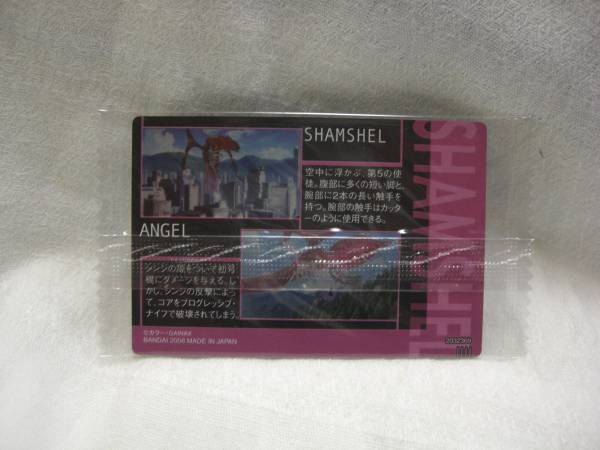 SHAMSHEL
空中に浮かぶ、第5の使
徒。腹部に多くの短い脚と、
腕部に2本の長い触手を
持つ。腕部の触手はカッタ
ーのように使用できる。
ANGEL
シンジの隙をついて初号
機にダメージを与える。し
かし、シンジの反撃によっ
て、コアをプログレッシブ・
ナイフで破壊されてしまう。
©カラー・GAINAX
BANDAI 2008 MADE IN JAPAN
2032369
SHAMSHEL